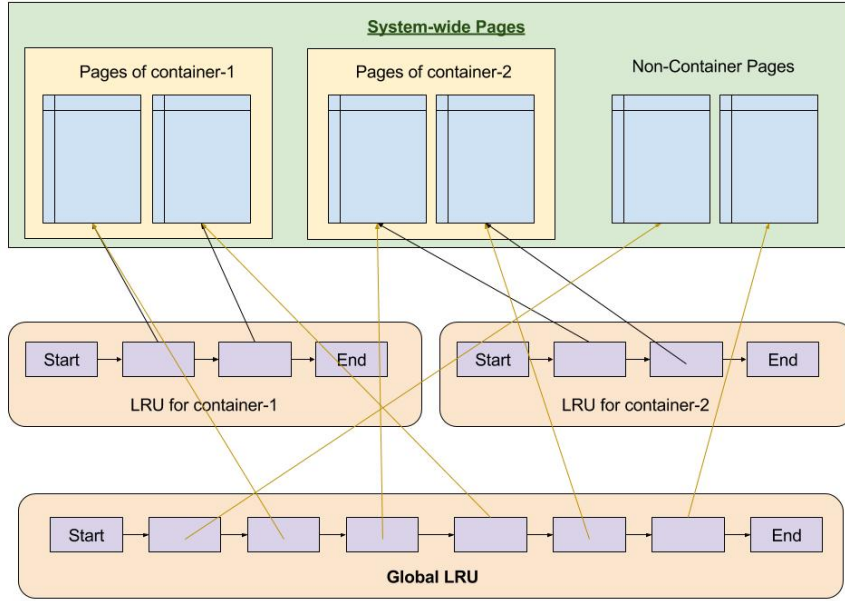 System-wide Pages
Pages of container-1
Pages of container-2
Non-Container Pages
Start
End
LRU for container-1
Start
End
LRU for container-2
Start
End
Global LRU